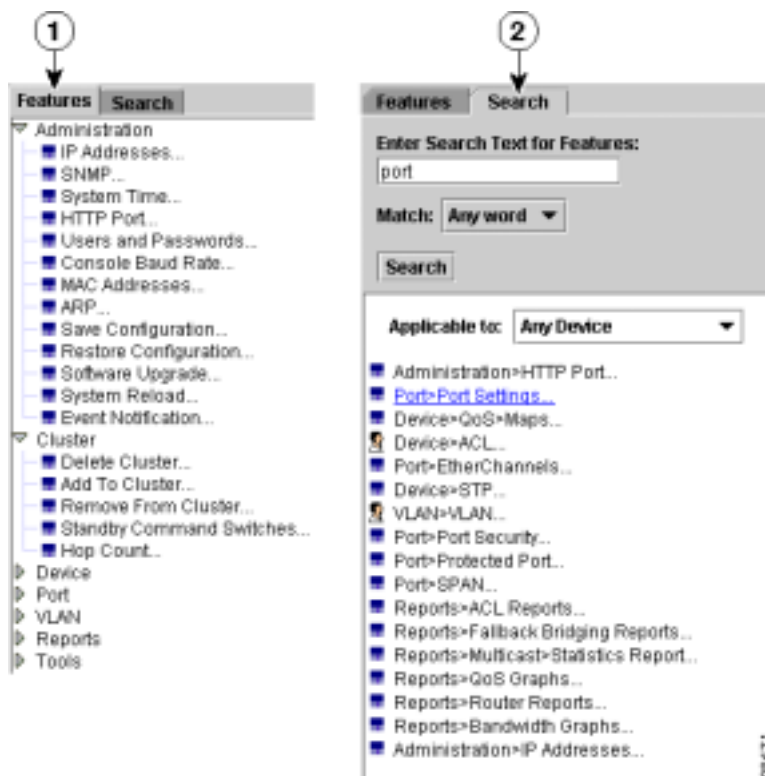 1
Features Search
Administration
IP Addresses...
SNMP...
System Time...
HTTP Port...
Users and Passwords...
Console Baud Rate...
MAC Addresses...
ARP...
Save Configuration...
Restore Configuration...
Software Upgrade...
System Reload...
Event Notification...
Cluster
Delete Cluster...
Add To Cluster...
Remove From Cluster...
Standby Command Switches...
Hop Count...
Device
Port
VLAN
Reports
Tools
2
Features Search
Enter Search Text for Features:
port
Match: Any word
Search
Applicable to: Any Device
Administration>HTTP Port...
Port>Port Settings...
Device>QoS>Maps...
Device>ACL...
Port>EtherChannels...
Device>STP...
VLAN>VLAN...
Port>Port Security...
Port>Protected Port...
Port>SPAN...
Reports>ACL Reports...
Reports>Fallback Bridging Reports...
Reports>Multicast>Statistics Report...
Reports>QoS Graphs...
Reports>Router Reports...
Reports>Bandwidth Graphs...
Administration>IP Addresses...